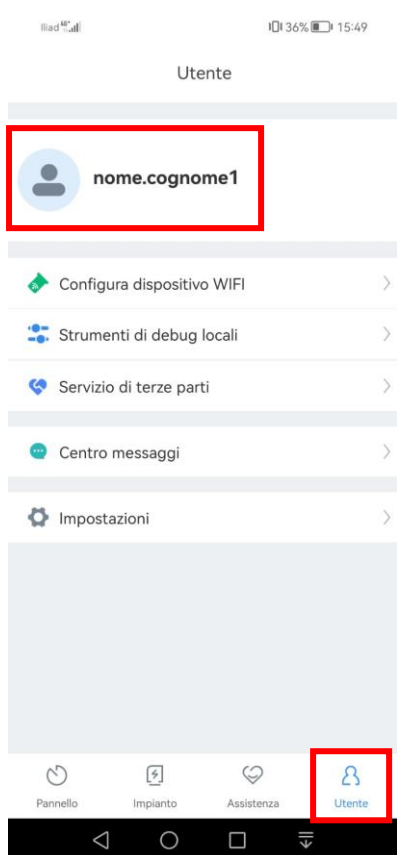 Iliad 4G+ 36% 15:49
Utente
nome.cognome1
Configura dispositivo WIFI
Strumenti di debug locali
Servizio di terze parti
Centro messaggi
Impostazioni
Pannello Impianto Assistenza Utente